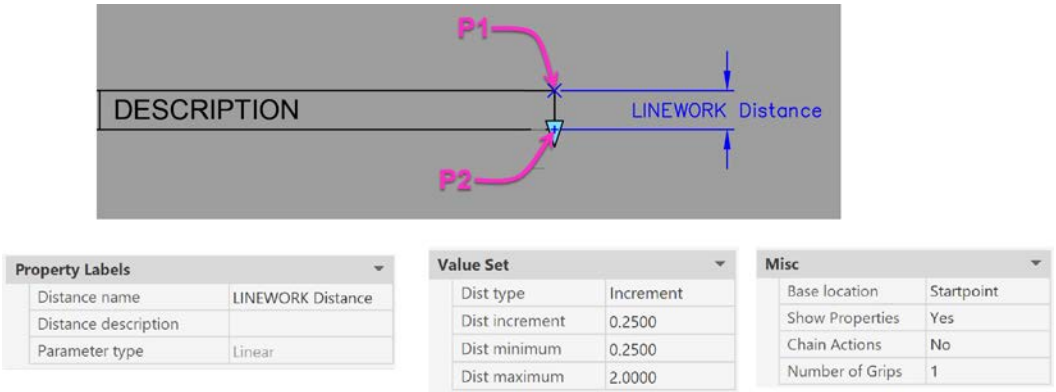 P1
DESCRIPTION
LINEWORK Distance
P2
Property Labels
Distance name LINEWORK Distance
Distance description
Parameter type Linear
Value Set
Dist type Increment
Dist increment 0.2500
Dist minimum 0.2500
Dist maximum 2.0000
Misc
Base location Startpoint
Show Properties Yes
Chain Actions No
Number of Grips 1